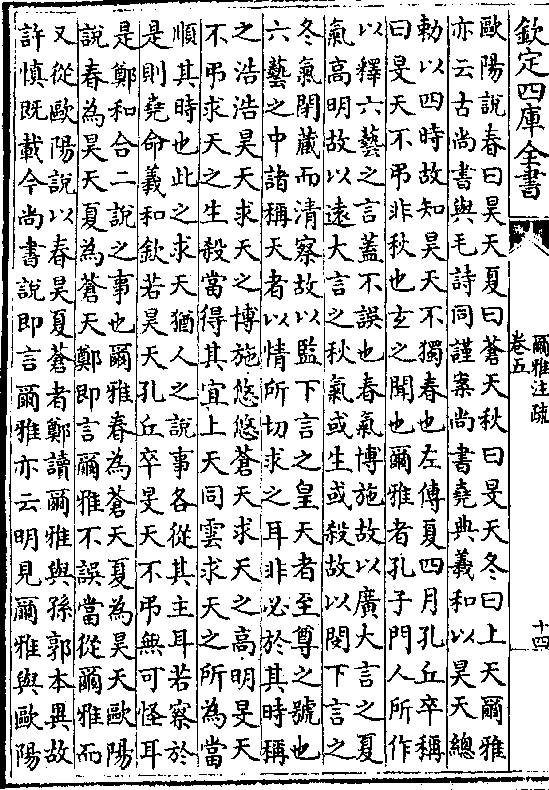 欽定四庫全書
爾雅注疏
卷五
十四
歐陽說春曰昊天夏曰蒼天秋曰旻天冬曰上天爾雅
亦云古尚書與毛詩同謹案尚書堯典羲和以昊天總
勅以四時故知昊天不獨春也左傳夏四月孔丘卒稱
曰旻天不弔非秋也玄之聞也爾雅者孔子門人所作
以釋六藝之言蓋不誤也春氣博施故以廣大言之夏
氣高明故以遠大言之秋氣或生或殺故以閔下言之
冬氣閉藏而清察故以監下言之皇天者至尊之號也
六藝之中諸稱天者以情所切求之耳非必於其時稱
之浩浩昊天求天之博施悠悠蒼天求天之高明旻天
不弔求天之生殺當得其宜上天同雲求天之所為當
順其時也此之求天猶人之說事各從其主耳若察於
是則堯命羲和欽若昊天孔丘卒旻天不弔無可怪耳
是鄭和合二說之事也爾雅春為蒼天夏為昊天歐陽
說春為昊天夏為蒼天鄭即言爾雅不誤當從爾雅而
又從歐陽說以春昊夏蒼者鄭讀爾雅與孫郭本異故
許慎既載今尚書說即言爾雅亦云明見爾雅與歐陽